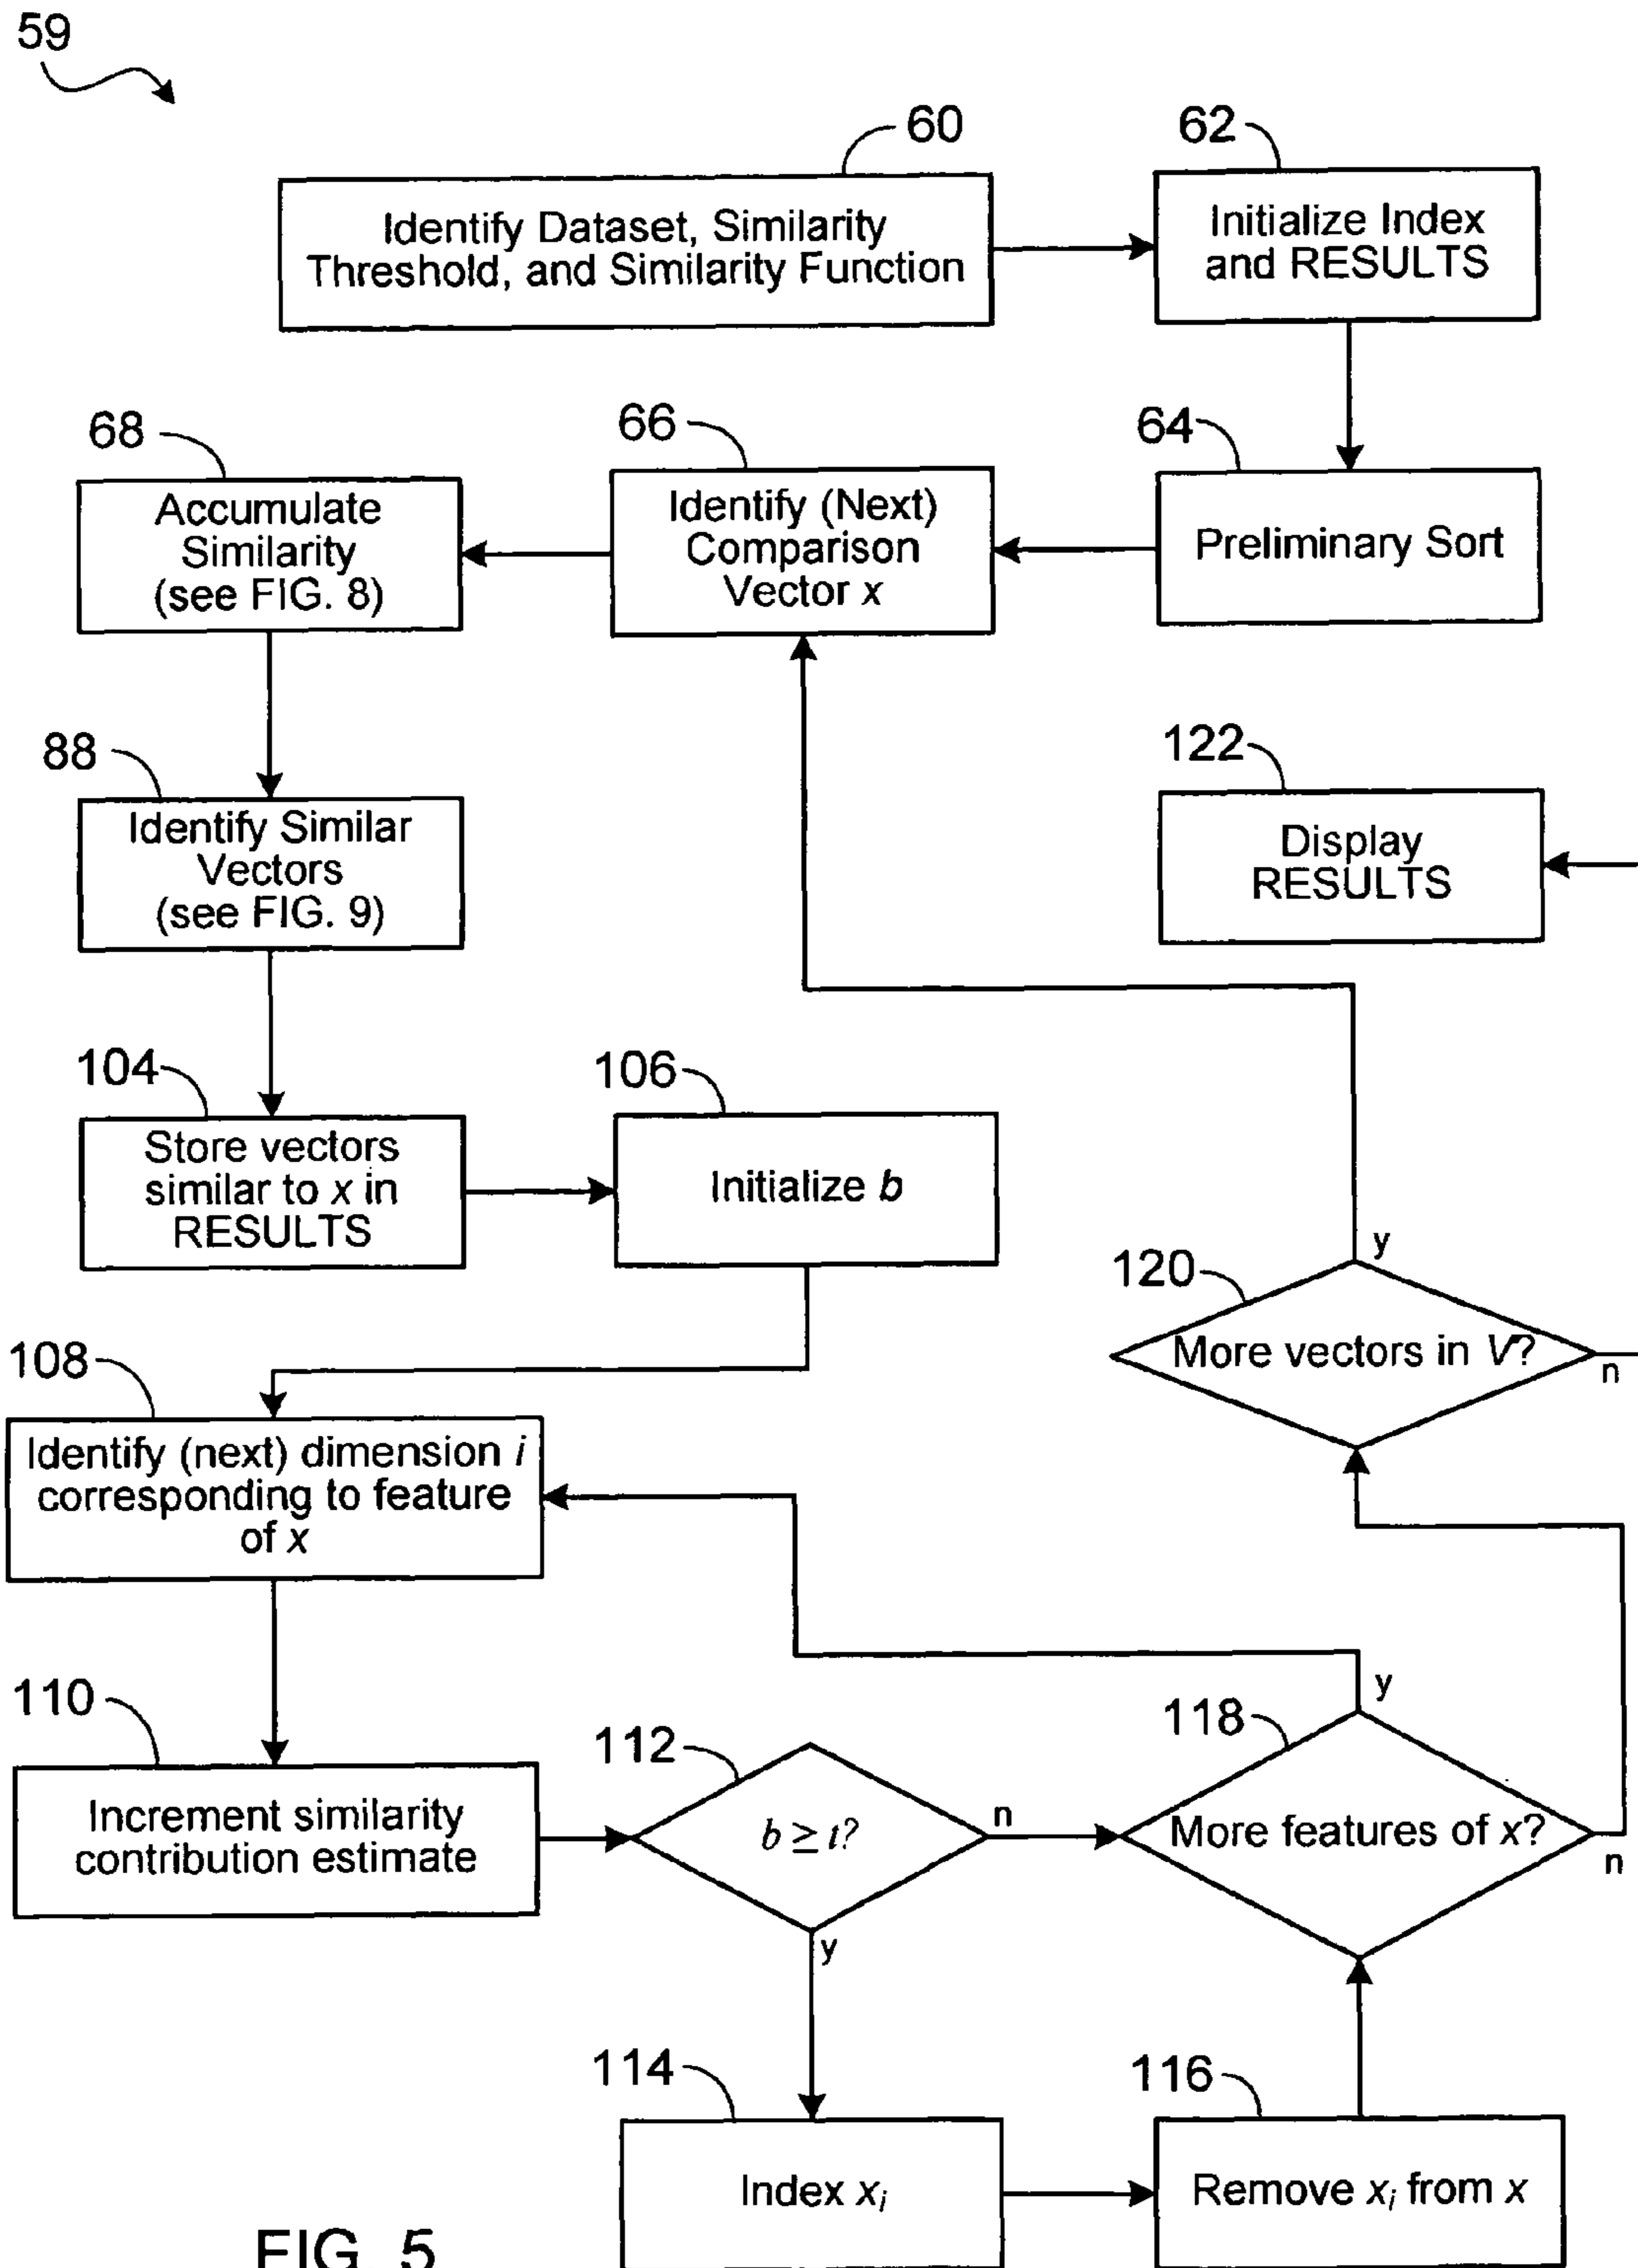 59
60
Identify Dataset, Similarity
Threshold, and Similarity Function
62
Initialize Index
and RESULTS
64
Preliminary Sort
66
Identify (Next)
Comparison
Vector x
68
Accumulate
Similarity
(see FIG. 8)
88
Identify Similar
Vectors
(see FIG. 9)
122
Display
RESULTS
104
Store vectors
similar to x in
RESULTS
106
Initialize b
120
More vectors in V?
y
n
108
Identify (next) dimension i
corresponding to feature
of x
110
Increment similarity
contribution estimate
112
b ≥ t?
n
y
118
More features of x?
y
n
114
Index xᵢ
116
Remove xᵢ from x
FIG. 5